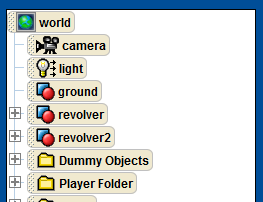 world
camera
light
ground
revolver
revolver2
Dummy Objects
Player Folder